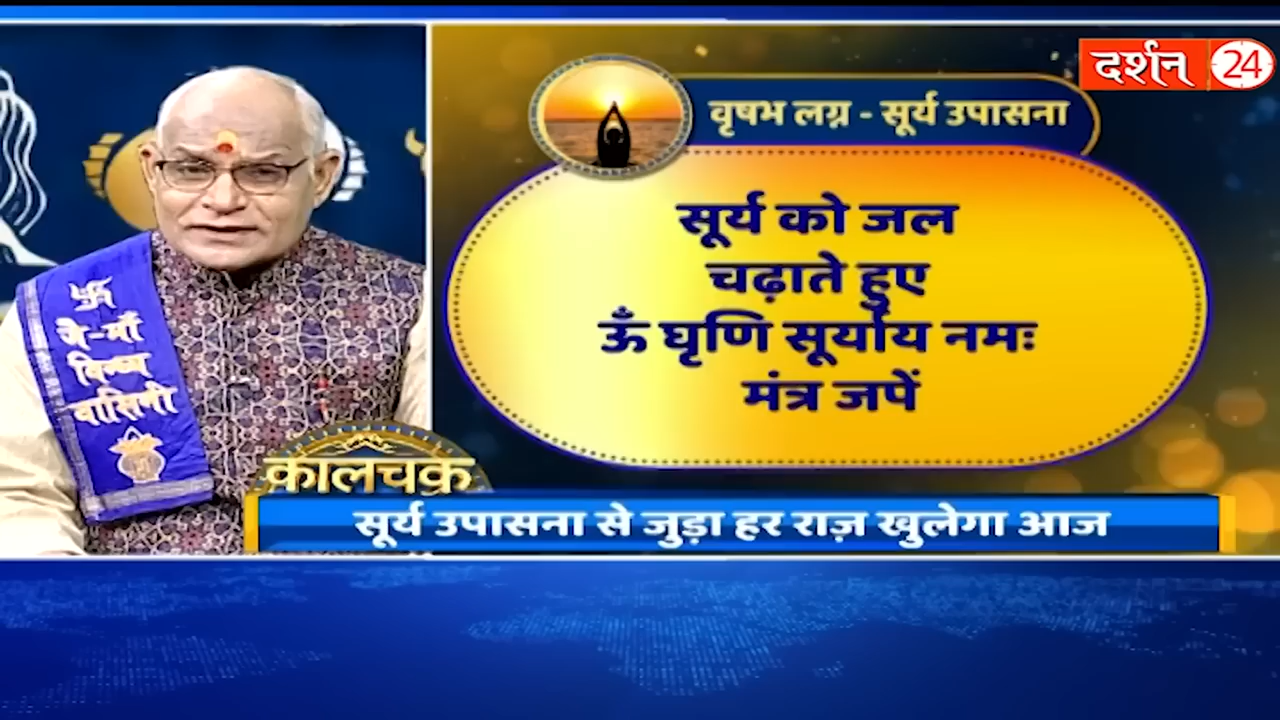 दर्शन 24
वृषभ लग्न - सूर्य उपासना
सूर्य को जल
चढ़ाते हुए
ऊँ घृणि सूर्याय नमः
मंत्र जपें
जै-माँ
विन्ध्य
वासिनी
कालचक्र
सूर्य उपासना से जुड़ा हर राज़ खुलेगा आज